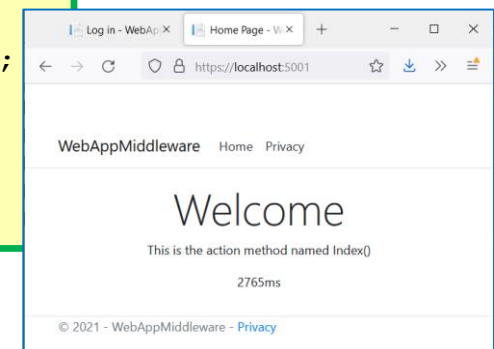 ;
Log in - WebAp
Home Page - W
https://localhost:5001
WebAppMiddleware Home Privacy
Welcome
This is the action method named Index()
2765ms
© 2021 - WebAppMiddleware - Privacy